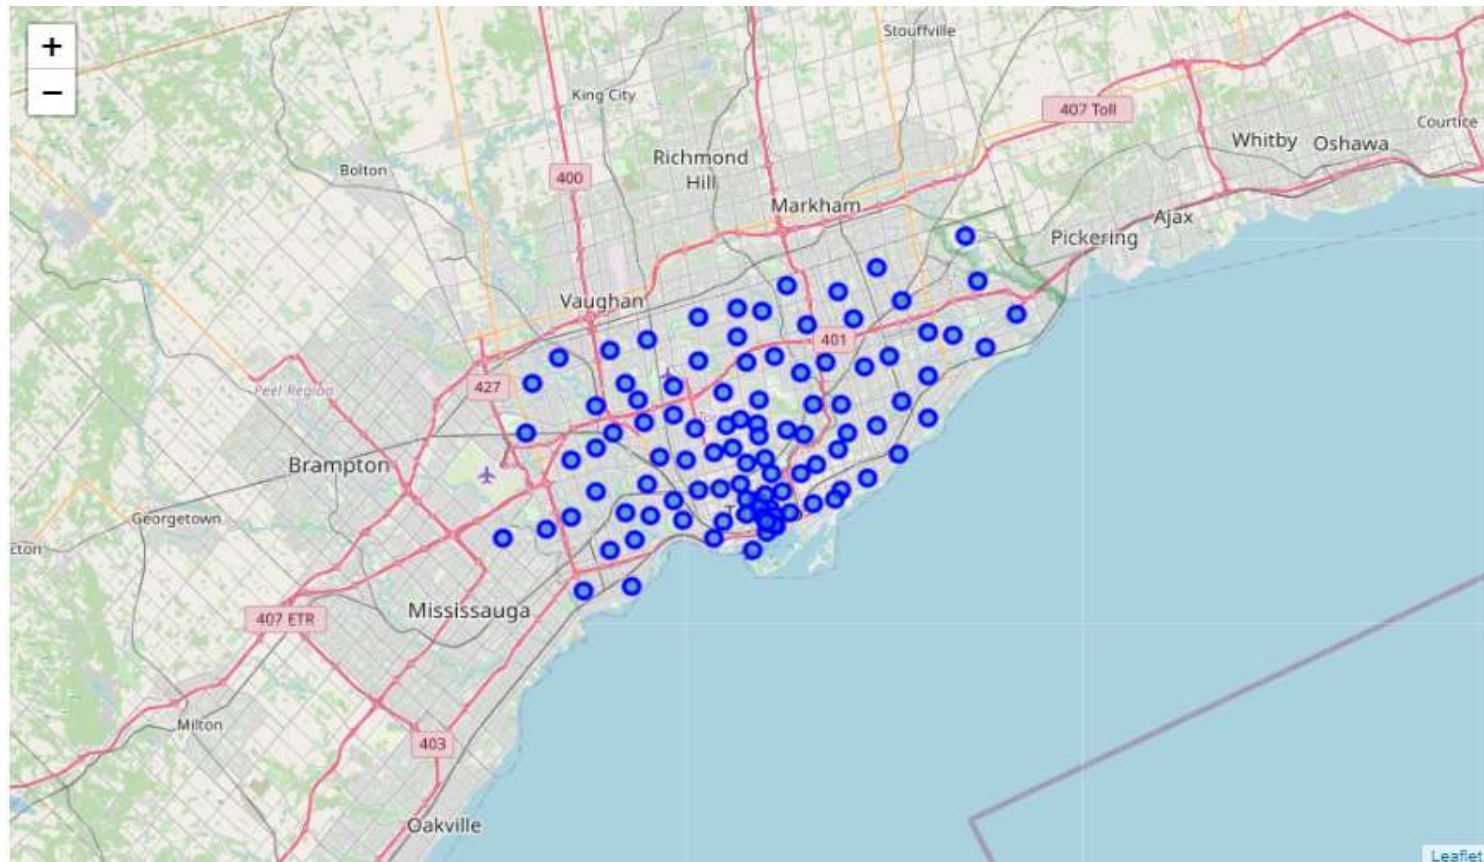 +
−
Stouffville
King City
407 Toll
Courtice
Whitby
Oshawa
Richmond
Hill
Bolton
400
Markham
Ajax
Pickering
Vaughan
401
427
Peel Region
Brampton
Georgetown
Mississauga
407 ETR
Milton
403
Oakville
Leaflet